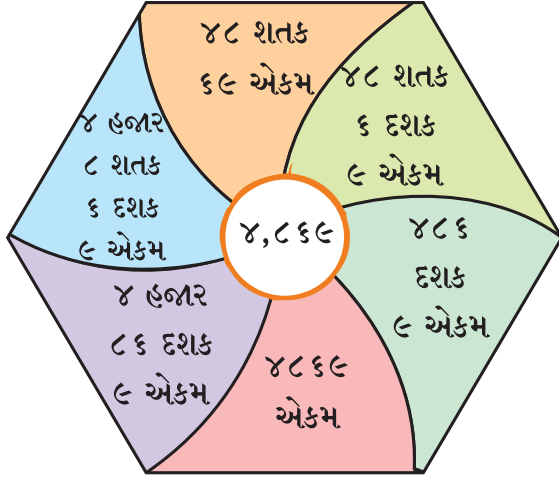 ૪૮ શતક
૬૯ એકમ
૪૮ શતક
૬ દશક
૯ એકમ
૪ હજાર
૮ શતક
૬ દશક
૯ એકમ
૪,૮૬૯
૪૮૬
દશક
૯ એકમ
૪ હજાર
૮૬ દશક
૯ એકમ
૪૮૬૯
એકમ